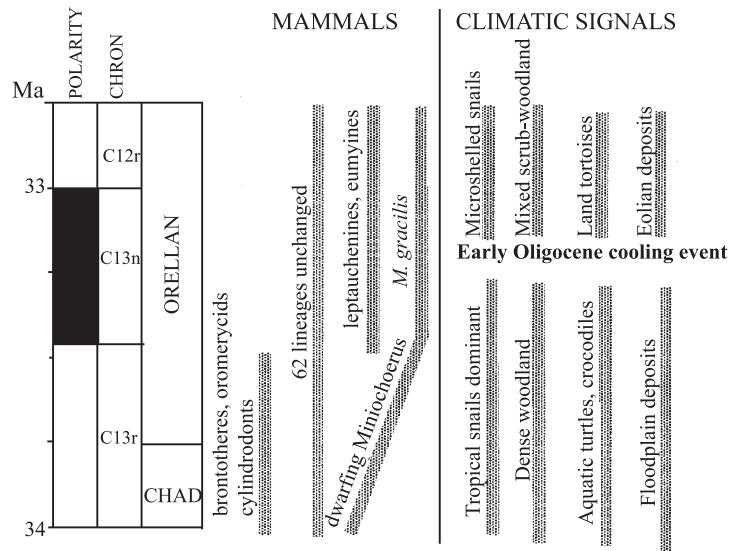 MAMMALS
CLIMATIC SIGNALS
Ma
POLARITY
CHRON
C12r
33
C13n
ORELLAN
C13r
CHAD
34
brontotheres, oromerycids
cylindrodonts
62 lineages unchanged
leptauchenines, eumyines
M. gracilis
dwarfing Miniochoerus
Microshelled snails
Mixed scrub-woodland
Land tortoises
Eolian deposits
Early Oligocene cooling event
Tropical snails dominant
Dense woodland
Aquatic turtles, crocodiles
Floodplain deposits